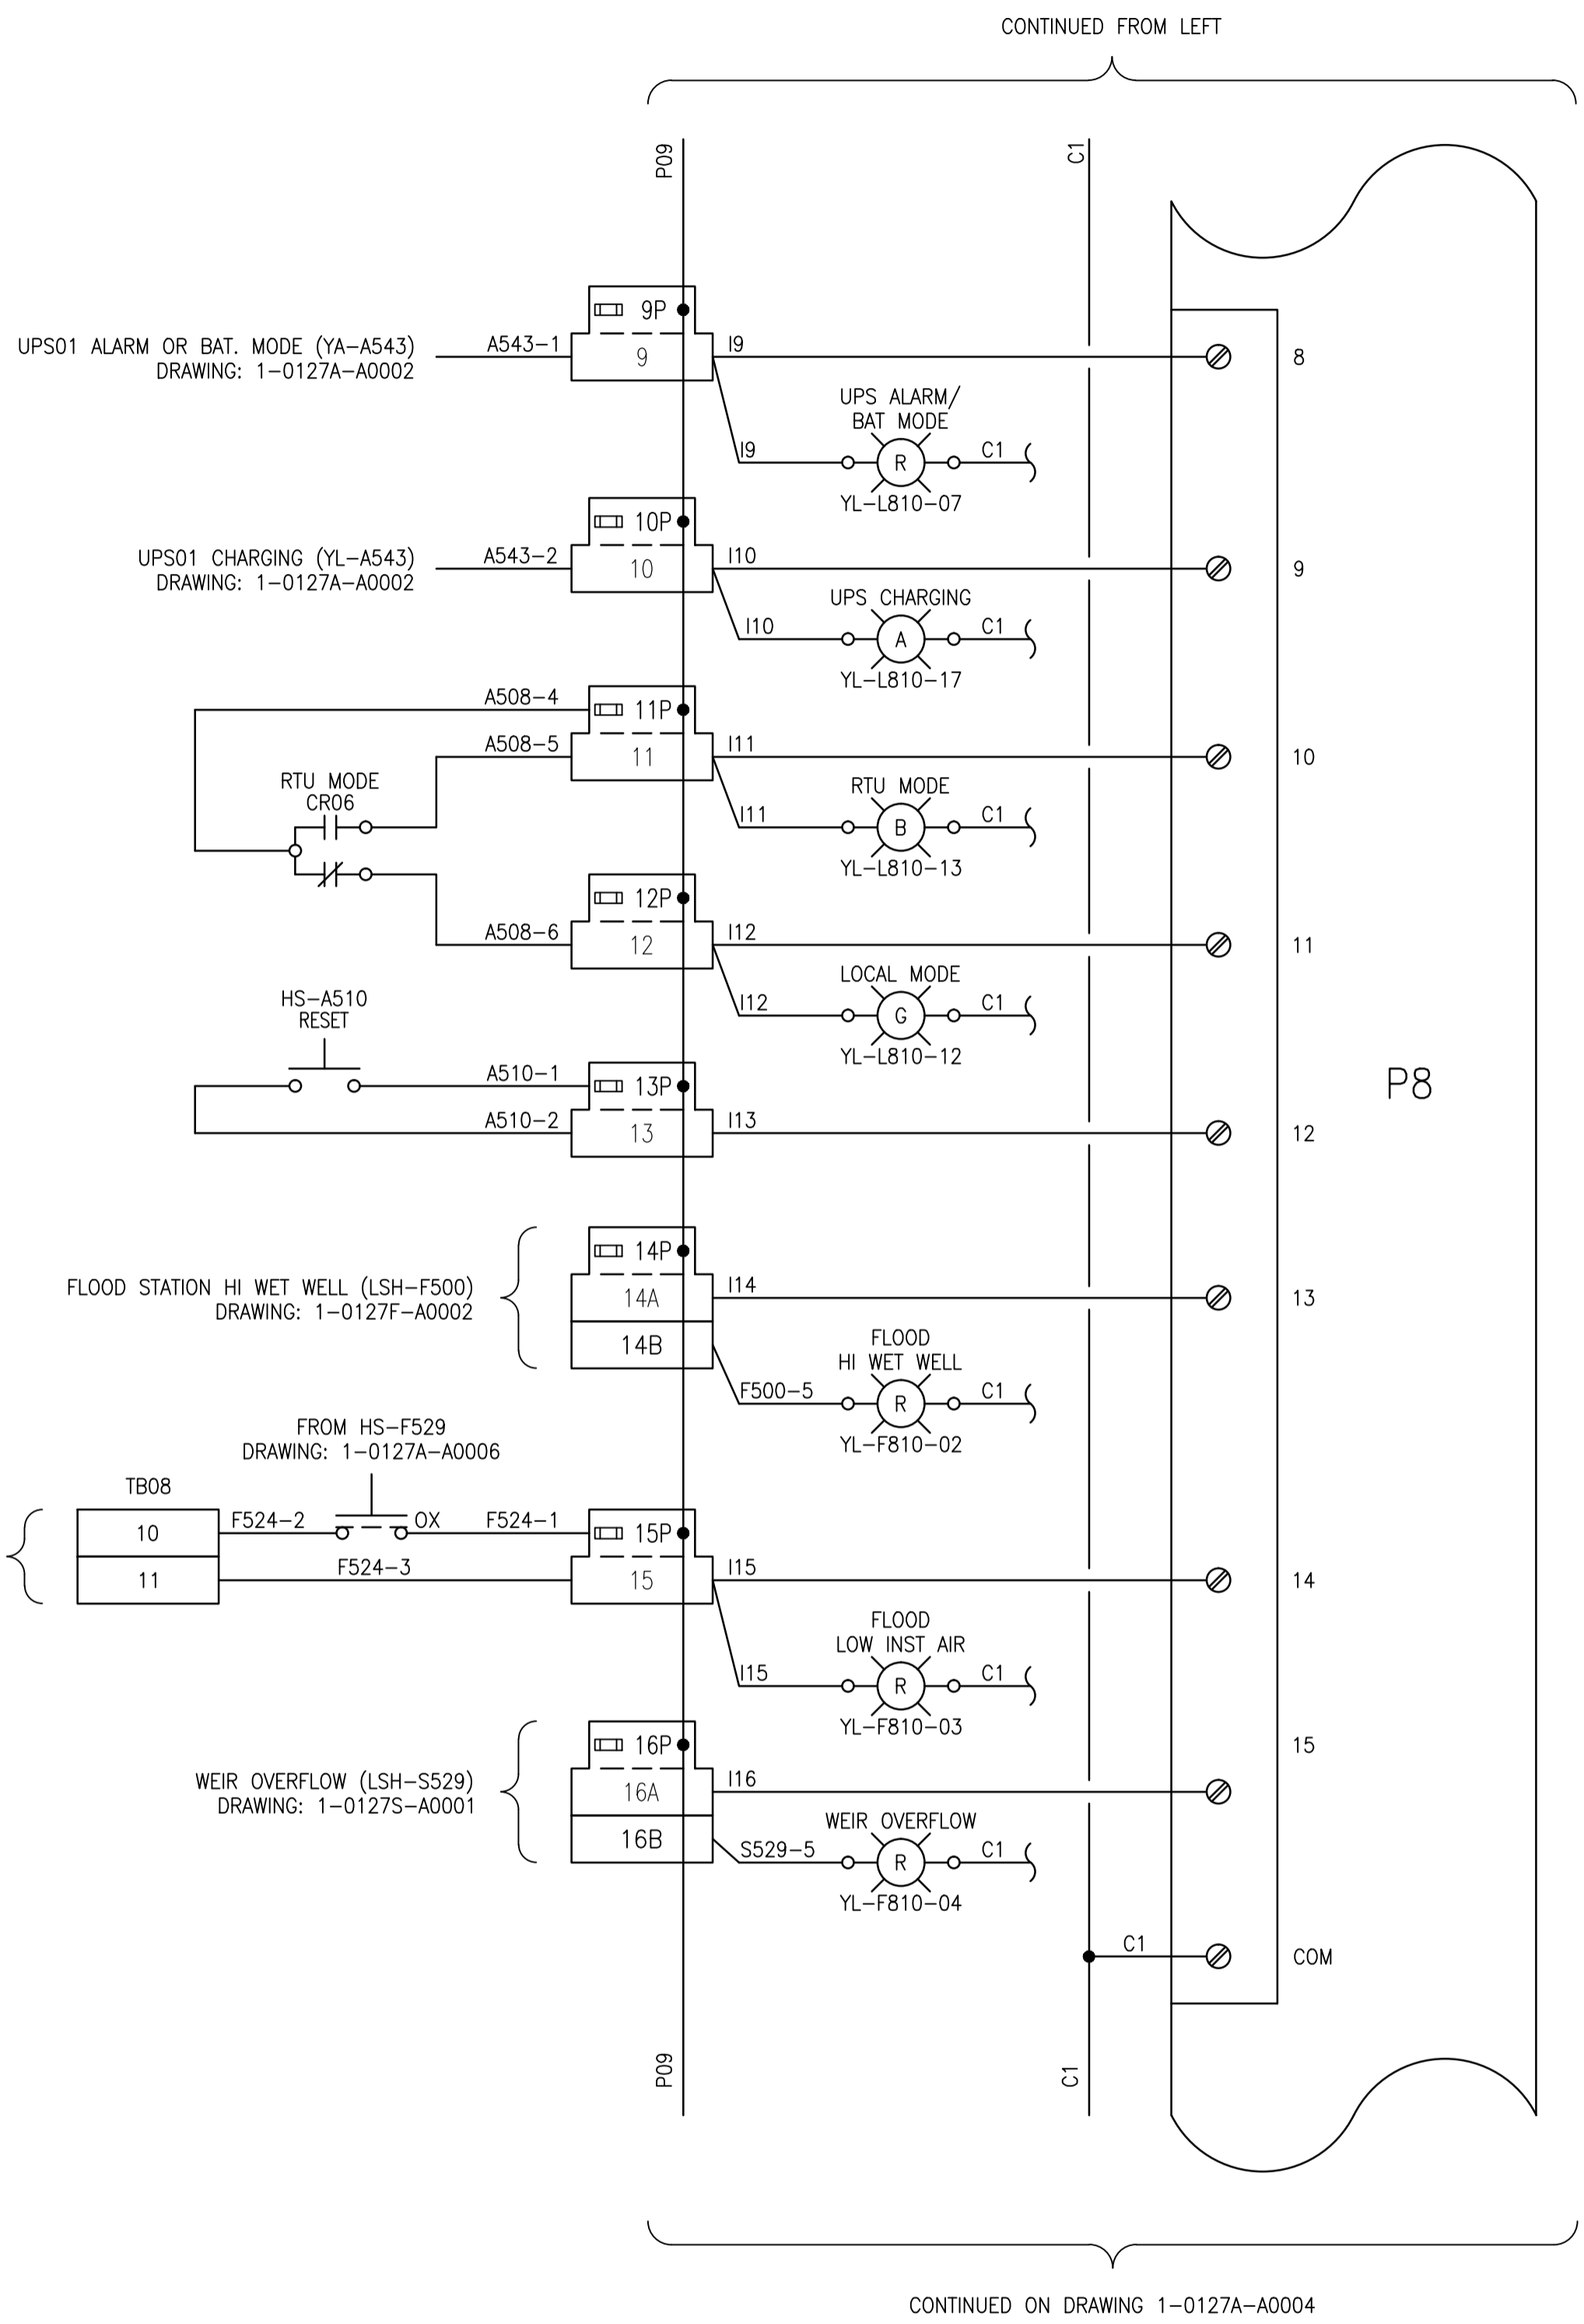 CONTINUED FROM LEFT
P09
C1
9P
UPS01 ALARM OR BAT. MODE (YA-A543)
DRAWING: 1-0127A-A0002
A543-1
9
I9
8
UPS ALARM/
BAT MODE
I9
R
C1
YL-L810-07
10P
UPS01 CHARGING (YL-A543)
DRAWING: 1-0127A-A0002
A543-2
10
I10
9
UPS CHARGING
I10
A
C1
YL-L810-17
A508-4
11P
A508-5
11
I11
10
RTU MODE
CR06
RTU MODE
I11
B
C1
YL-L810-13
12P
A508-6
12
I12
11
LOCAL MODE
I12
G
C1
YL-L810-12
HS-A510
RESET
A510-1
13P
P8
A510-2
13
I13
12
14P
FLOOD STATION HI WET WELL (LSH-F500)
DRAWING: 1-0127F-A0002
14A
I14
13
14B
FLOOD
HI WET WELL
F500-5
R
C1
YL-F810-02
FROM HS-F529
DRAWING: 1-0127A-A0006
TB08
10
F524-2
OX
F524-1
15P
11
F524-3
15
I15
14
FLOOD
LOW INST AIR
I15
R
C1
YL-F810-03
16P
15
WEIR OVERFLOW (LSH-S529)
DRAWING: 1-0127S-A0001
16A
I16
16B
WEIR OVERFLOW
S529-5
R
C1
YL-F810-04
C1
COM
P09
C1
CONTINUED ON DRAWING 1-0127A-A0004